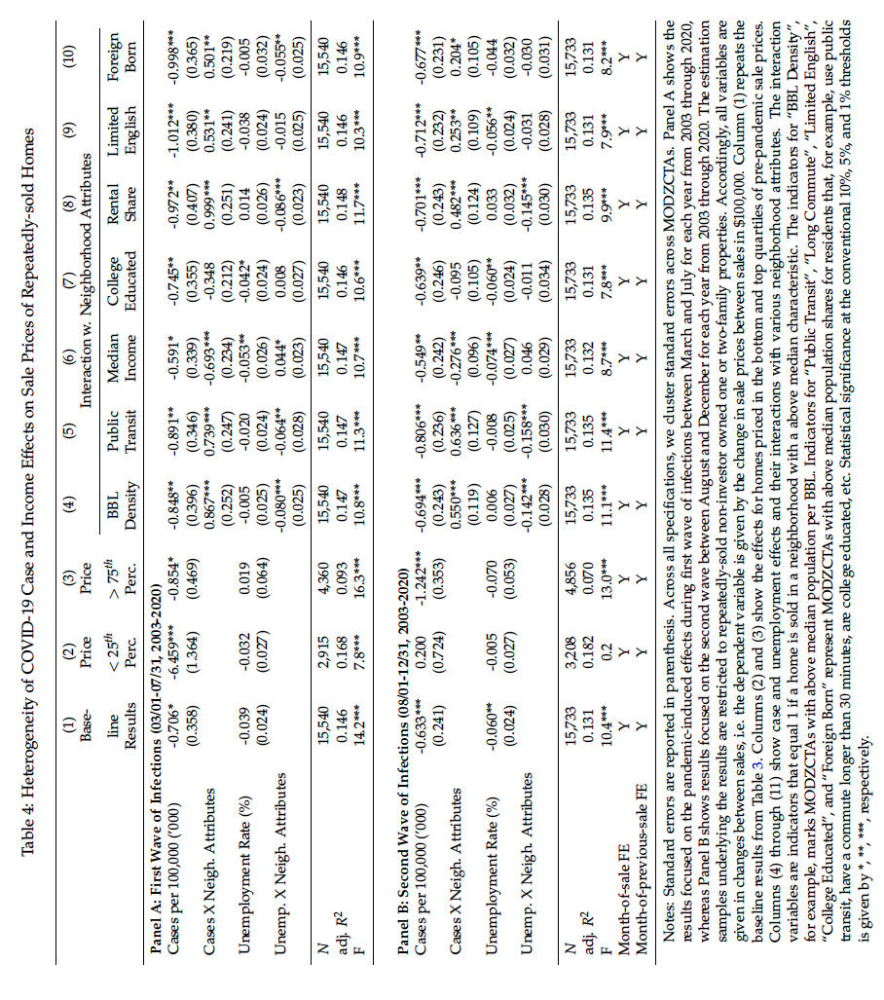 Table 4: Heterogeneity of COVID-19 Case and Income Effects on Sale Prices of Repeatedly-sold Homes
(1) (2) (3) (4) (5) (6) (7) (8) (9) (10)
Base- Price Price Interaction w. Neighborhood Attributes
line < 25th > 75th BBL Public Median College Rental Limited Foreign
Results Perc. Perc. Density Transit Income Educated Share English Born
Panel A: First Wave of Infections (03/01-07/31, 2003-2020)
Cases per 100,000 ('000) -0.706* -6.459*** -0.854* -0.848** -0.891** -0.591* -0.745** -0.972** -1.012*** -0.998***
(0.358) (1.364) (0.469) (0.396) (0.346) (0.339) (0.355) (0.407) (0.380) (0.365)
Cases X Neigh. Attributes 0.867*** 0.739*** -0.693*** -0.348 0.999*** 0.531** 0.501**
(0.252) (0.247) (0.234) (0.212) (0.251) (0.241) (0.219)
Unemployment Rate (%) -0.039 -0.032 0.019 -0.005 -0.020 -0.053** -0.042* 0.014 -0.038 -0.005
(0.024) (0.027) (0.064) (0.025) (0.024) (0.026) (0.024) (0.026) (0.024) (0.032)
Unemp. X Neigh. Attributes -0.080*** -0.064** 0.044* 0.008 -0.086*** -0.015 -0.055**
(0.025) (0.028) (0.023) (0.027) (0.023) (0.025) (0.025)
N 15,540 2,915 4,360 15,540 15,540 15,540 15,540 15,540 15,540 15,540
adj. R2 0.146 0.168 0.093 0.147 0.147 0.147 0.146 0.148 0.146 0.146
F 14.2*** 7.8*** 16.3*** 10.8*** 11.3*** 10.7*** 10.6*** 11.7*** 10.3*** 10.9***
Panel B: Second Wave of Infections (08/01-12/31, 2003-2020)
Cases per 100,000 ('000) -0.633*** 0.200 -1.242*** -0.694*** -0.806*** -0.549** -0.639** -0.701*** -0.712*** -0.677***
(0.241) (0.724) (0.353) (0.243) (0.236) (0.242) (0.246) (0.243) (0.232) (0.231)
Cases X Neigh. Attributes 0.550*** 0.636*** -0.276*** -0.095 0.482*** 0.253** 0.204*
(0.119) (0.127) (0.096) (0.105) (0.124) (0.109) (0.105)
Unemployment Rate (%) -0.060** -0.005 -0.070 0.006 -0.008 -0.074*** -0.060** 0.033 -0.056** -0.044
(0.024) (0.027) (0.053) (0.027) (0.025) (0.027) (0.024) (0.032) (0.024) (0.032)
Unemp. X Neigh. Attributes -0.142*** -0.158*** 0.046 -0.011 -0.145*** -0.031 -0.030
(0.028) (0.030) (0.029) (0.034) (0.030) (0.028) (0.031)
N 15,733 3,208 4,856 15,733 15,733 15,733 15,733 15,733 15,733 15,733
adj. R2 0.131 0.182 0.070 0.135 0.135 0.132 0.131 0.135 0.131 0.131
F 10.4*** 0.2 13.0*** 11.1*** 11.4*** 8.7*** 7.8*** 9.9*** 7.9*** 8.2***
Month-of-sale FE Y Y Y Y Y Y Y Y Y Y
Month-of-previous-sale FE Y Y Y Y Y Y Y Y Y Y
Notes: Standard errors are reported in parenthesis. Across all specifications, we cluster standard errors across MODZCTAs. Panel A shows the
results focused on the pandemic-induced effects during first wave of infections between March and July for each year from 2003 through 2020,
whereas Panel B shows results focused on the second wave between August and December for each year from 2003 through 2020. The estimation
samples underlying the results are restricted to repeatedly-sold non-investor owned one or two-family properties. Accordingly, all variables are
given in changes between sales, i.e. the dependent variable is given by the change in sale prices between sales in $100,000. Column (1) repeats the
baseline results from Table 3. Columns (2) and (3) show the effects for homes priced in the bottom and top quartiles of pre-pandemic sale prices.
Columns (4) through (11) show case and unemployment effects and their interactions with various neighborhood attributes. The interaction
variables are indicators that equal 1 if a home is sold in a neighborhood with a above median characteristic. The indicators for "BBL Density",
for example, marks MODZCTAs with above median population per BBL. Indicators for "Public Transit", "Long Commute", "Limited English",
"College Educated", and "Foreign Born" represent MODZCTAs with above median population shares for residents that, for example, use public
transit, have a commute longer than 30 minutes, are college educated, etc. Statistical significance at the conventional 10%, 5%, and 1% thresholds
is given by *, **, ***, respectively.